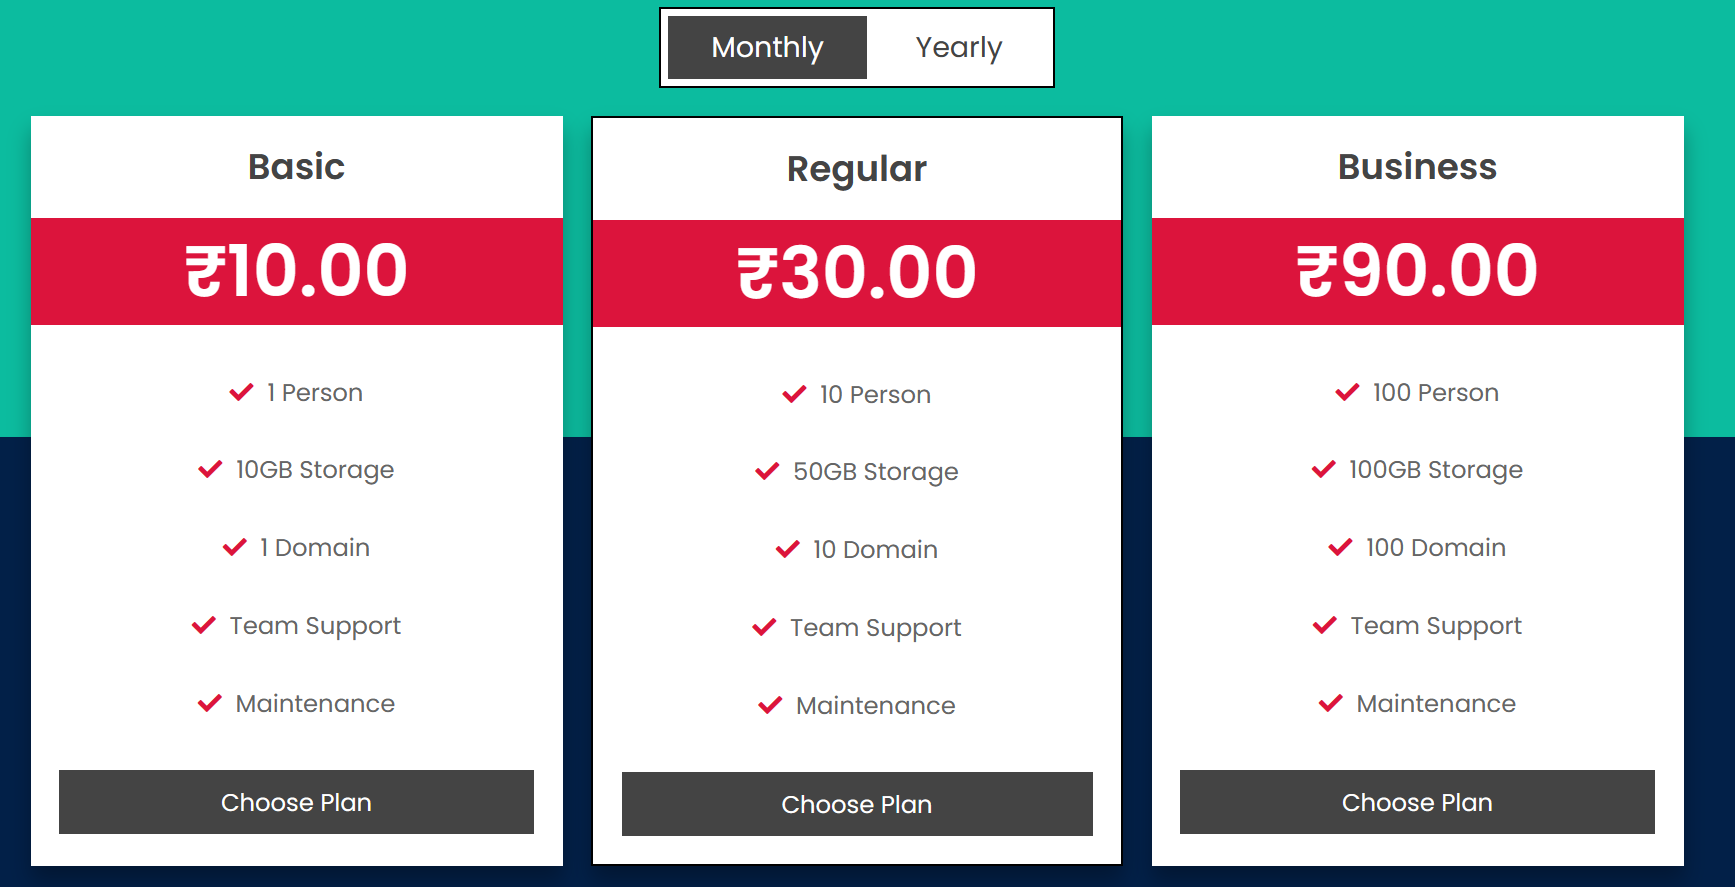 Monthly Yearly
Basic
₹10.00
1 Person
10GB Storage
1 Domain
Team Support
Maintenance
Choose Plan
Regular
₹30.00
10 Person
50GB Storage
10 Domain
Team Support
Maintenance
Choose Plan
Business
₹90.00
100 Person
100GB Storage
100 Domain
Team Support
Maintenance
Choose Plan